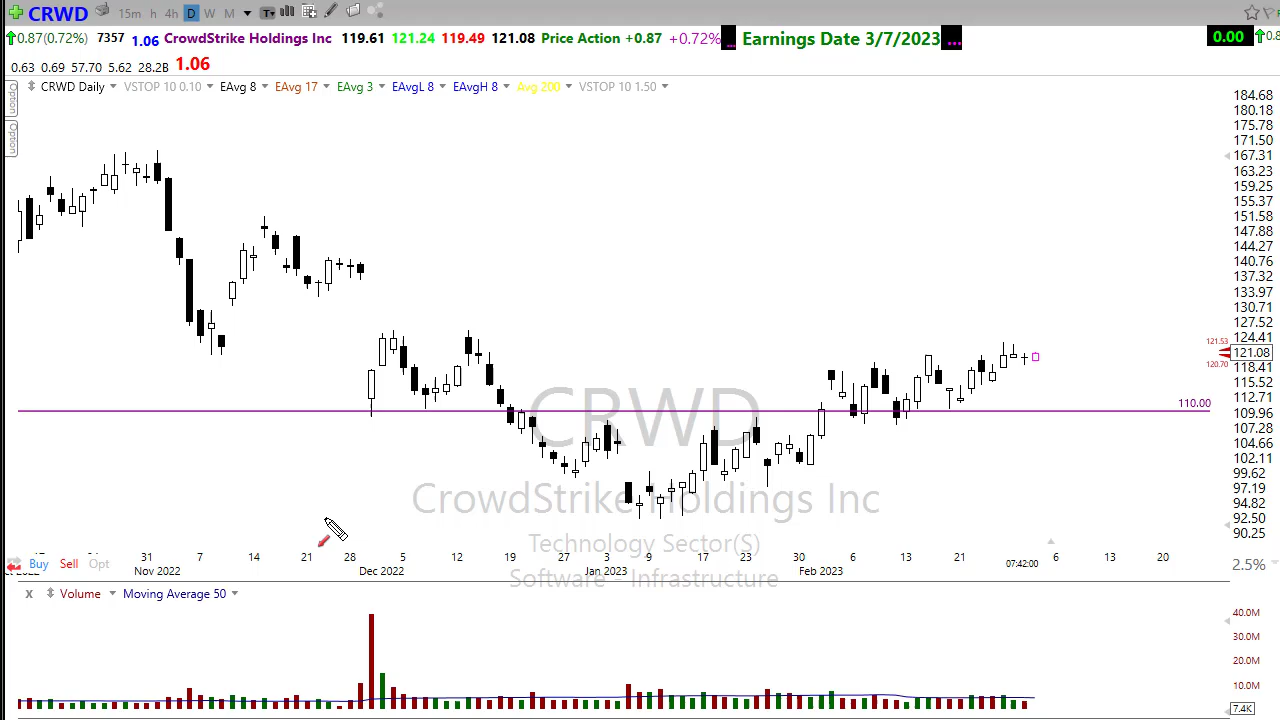 CRWD 15m h 4h D W M
0.87(0.72%) 7357 1.06 CrowdStrike Holdings Inc 119.61 121.24 119.49 121.08 Price Action +0.87 +0.72% ... Earnings Date 3/7/2023 ... 0.00
0.63 0.69 57.70 5.62 28.2B 1.06
CRWD Daily VSTOP 10 0.10 EAvg 8 EAvg 17 EAvg 3 EAvgL 8 EAvgH 8 Avg 200 VSTOP 10 1.50
Option
Option
184.68
180.18
175.78
171.50
167.31
163.23
159.25
155.37
151.58
147.88
144.27
140.76
137.32
133.97
130.71
127.52
124.41
121.53
121.08
120.70
118.41
115.52
112.71
110.00
109.96
107.28
104.66
102.11
99.62
97.19
94.82
92.50
90.25
CRWD
CrowdStrike Holdings Inc
Technology Sector(S)
Software - Infrastructure
31 7 14 21 28 5 12 19 27 3 9 17 23 30 6 13 21 07:42:00 6 13 20
Buy Sell Opt 2.5%
Nov 2022 Dec 2022 Jan 2023 Feb 2023
x Volume Moving Average 50
40.0M
30.0M
20.0M
10.0M
7.4K